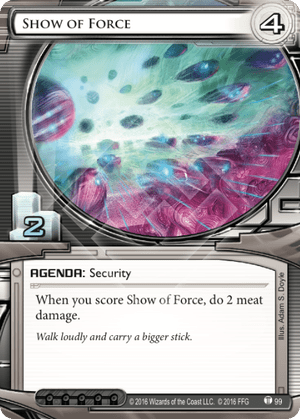 Show of Force
4
2
AGENDA: Security
When you score Show of Force, do 2 meat
damage.
Walk loudly and carry a bigger stick.
Illus. Adam S. Doyle
© 2016 Wizards of the Coast LLC. © 2016 FFG
99